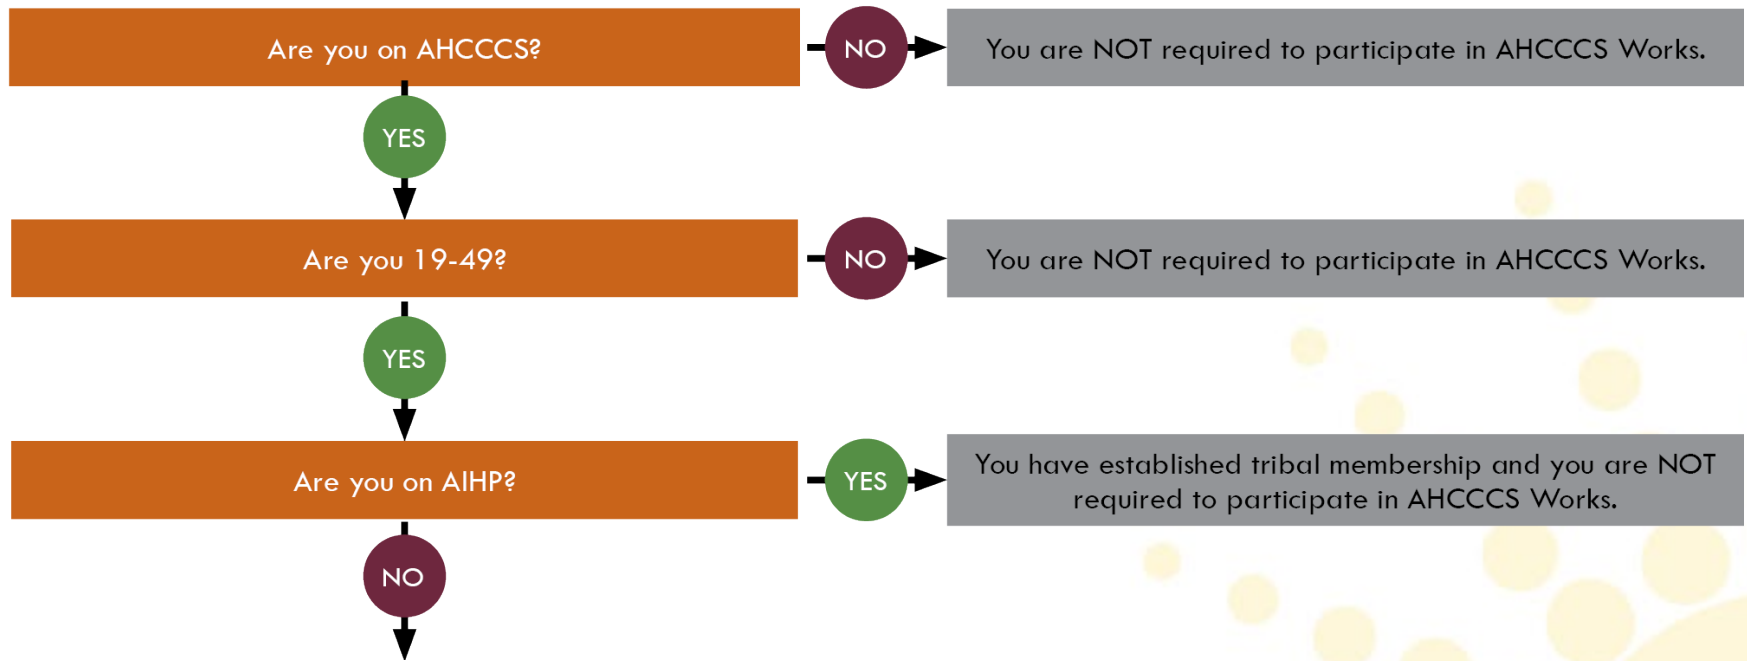 Are you on AHCCCS?
NO
You are NOT required to participate in AHCCCS Works.
YES
Are you 19-49?
NO
You are NOT required to participate in AHCCCS Works.
YES
Are you on AIHP?
YES
You have established tribal membership and you are NOT
required to participate in AHCCCS Works.
NO